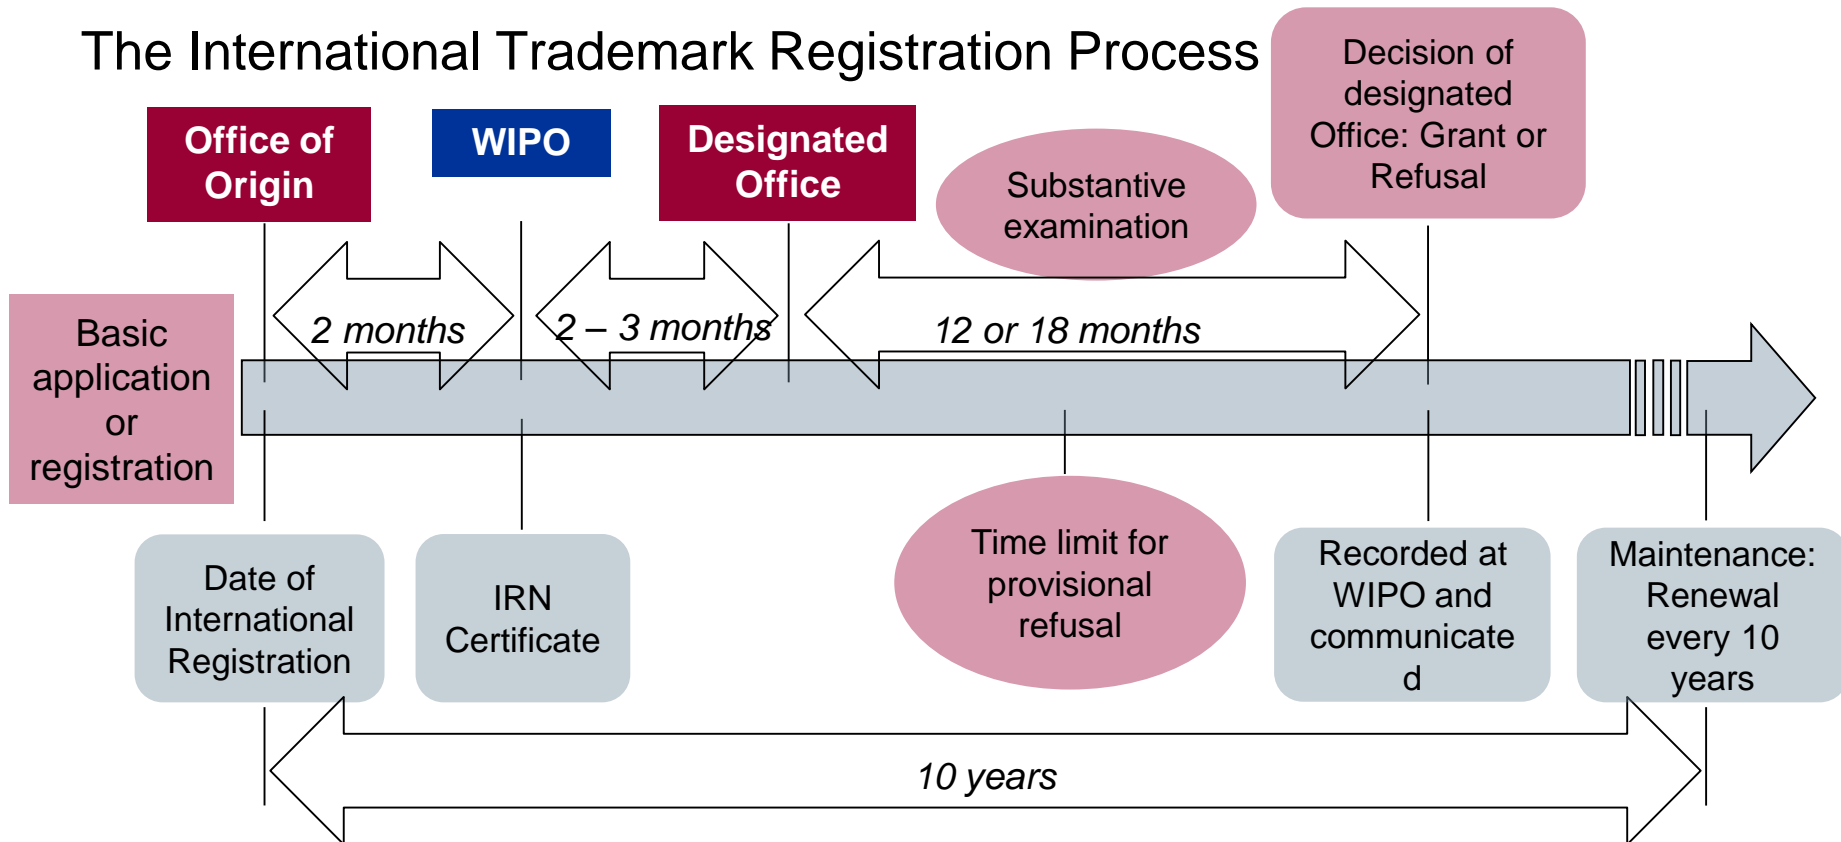 The International Trademark Registration Process
Decision of
designated
Office: Grant or
Refusal
Office of
Origin
WIPO
Designated
Office
Substantive
examination
2 months
2 – 3 months
12 or 18 months
Basic
application
or
registration
Date of
International
Registration
IRN
Certificate
Time limit for
provisional
refusal
Recorded at
WIPO and
communicate
d
Maintenance:
Renewal
every 10
years
10 years